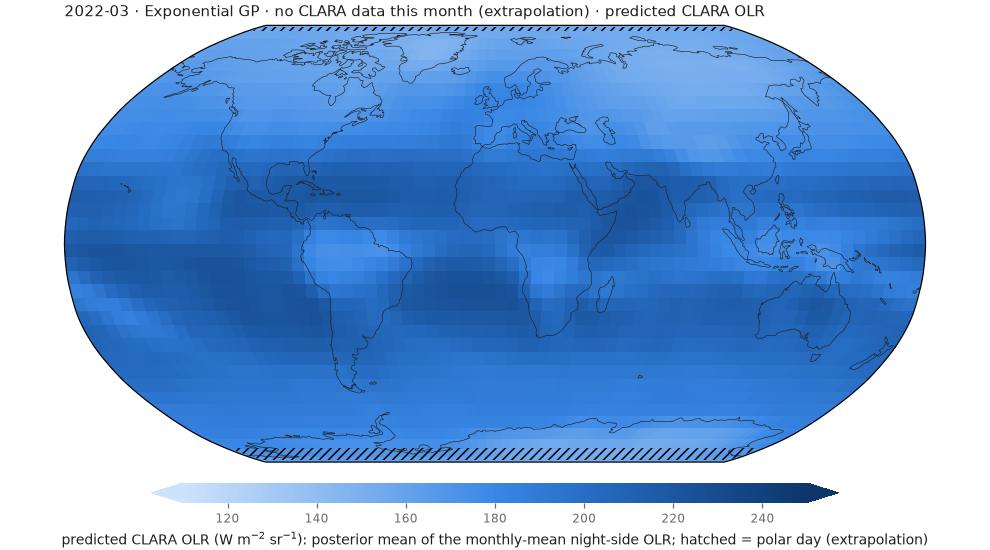 2022-03 · Exponential GP · no CLARA data this month (extrapolation) · predicted CLARA OLR
120 140 160 180 200 220 240
predicted CLARA OLR (W m⁻² sr⁻¹): posterior mean of the monthly-mean night-side OLR; hatched = polar day (extrapolation)